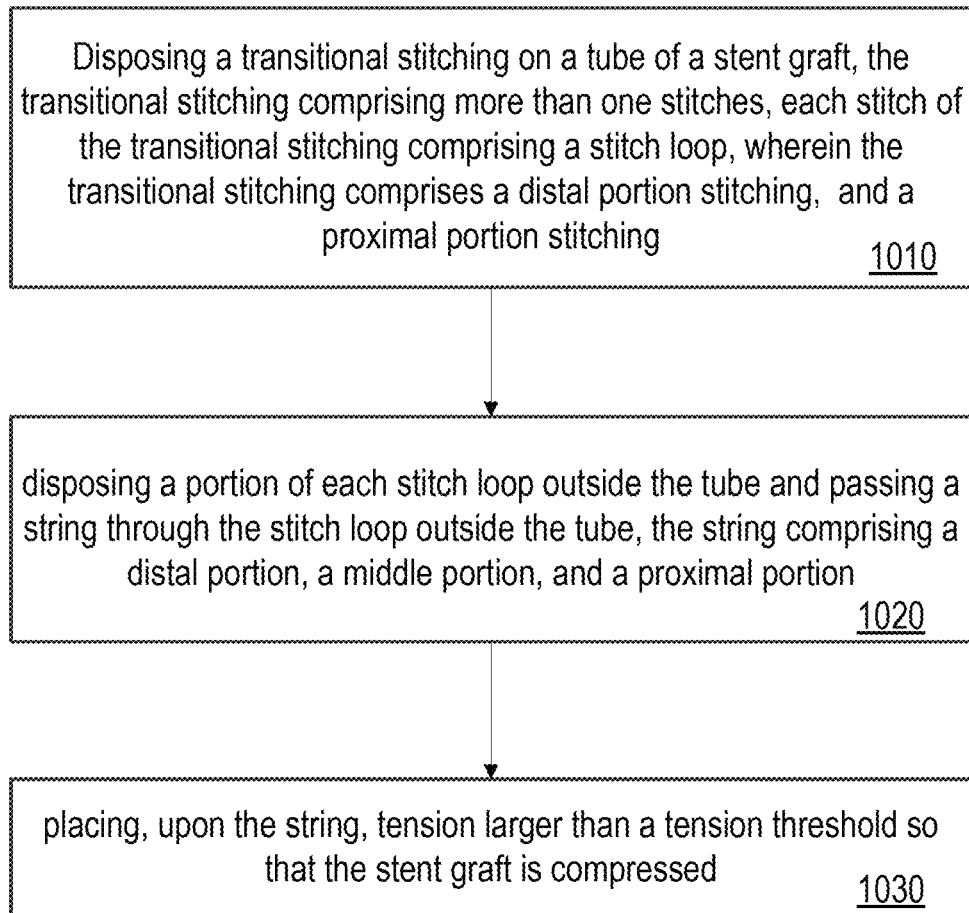 Disposing a transitional stitching on a tube of a stent graft, the
transitional stitching comprising more than one stitches, each stitch of
the transitional stitching comprising a stitch loop, wherein the
transitional stitching comprises a distal portion stitching, and a
proximal portion stitching
1010
disposing a portion of each stitch loop outside the tube and passing a
string through the stitch loop outside the tube, the string comprising a
distal portion, a middle portion, and a proximal portion
1020
placing, upon the string, tension larger than a tension threshold so
that the stent graft is compressed
1030